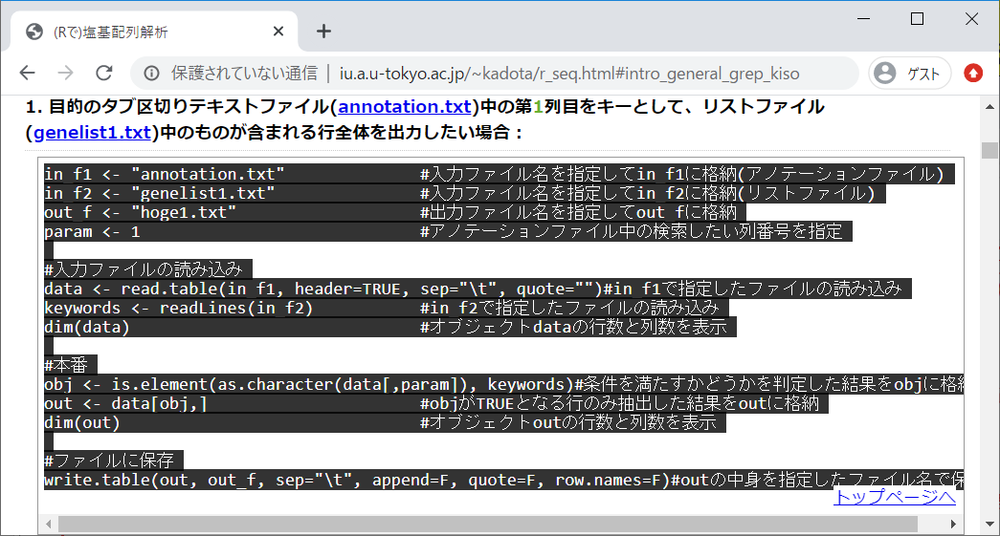 (Rで)塩基配列解析
保護されていない通信 | iu.a.u-tokyo.ac.jp/~kadota/r_seq.html#intro_general_grep_kiso
ゲスト
1. 目的のタブ区切りテキストファイル(annotation.txt)中の第1列目をキーとして、リストファイル
(genelist1.txt)中のものが含まれる行全体を出力したい場合：
in_f1 <- "annotation.txt" #入力ファイル名を指定してin_f1に格納(アノテーションファイル)
in_f2 <- "genelist1.txt" #入力ファイル名を指定してin_f2に格納(リストファイル)
out_f <- "hoge1.txt" #出力ファイル名を指定してout_fに格納
param <- 1 #アノテーションファイル中の検索したい列番号を指定
#入力ファイルの読み込み
data <- read.table(in_f1, header=TRUE, sep="\t", quote="")#in_f1で指定したファイルの読み込み
keywords <- readLines(in_f2) #in_f2で指定したファイルの読み込み
dim(data) #オブジェクトdataの行数と列数を表示
#本番
obj <- is.element(as.character(data[,param]), keywords)#条件を満たすかどうかを判定した結果をobjに格納
out <- data[obj,] #objがTRUEとなる行のみ抽出した結果をoutに格納
dim(out) #オブジェクトoutの行数と列数を表示
#ファイルに保存
write.table(out, out_f, sep="\t", append=F, quote=F, row.names=F)#outの中身を指定したファイル名で保
トップページへ